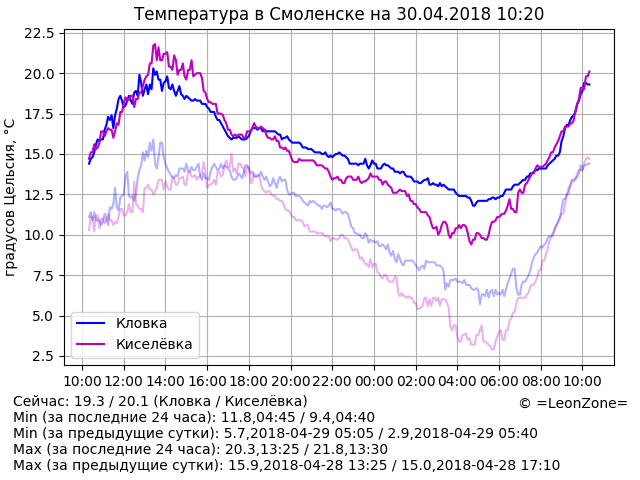 Температура в Смоленске на 30.04.2018 10:20
градусов Цельсия, °C
22.5
20.0
17.5
15.0
12.5
10.0
7.5
5.0
2.5
Кловка
Киселёвка
10:00 12:00 14:00 16:00 18:00 20:00 22:00 00:00 02:00 04:00 06:00 08:00 10:00
Сейчас: 19.3 / 20.1 (Кловка / Киселёвка)
© =LeonZone=
Min (за последние 24 часа): 11.8,04:45 / 9.4,04:40
Min (за предыдущие сутки): 5.7,2018-04-29 05:05 / 2.9,2018-04-29 05:40
Max (за последние 24 часа): 20.3,13:25 / 21.8,13:30
Max (за предыдущие сутки): 15.9,2018-04-28 13:25 / 15.0,2018-04-28 17:10